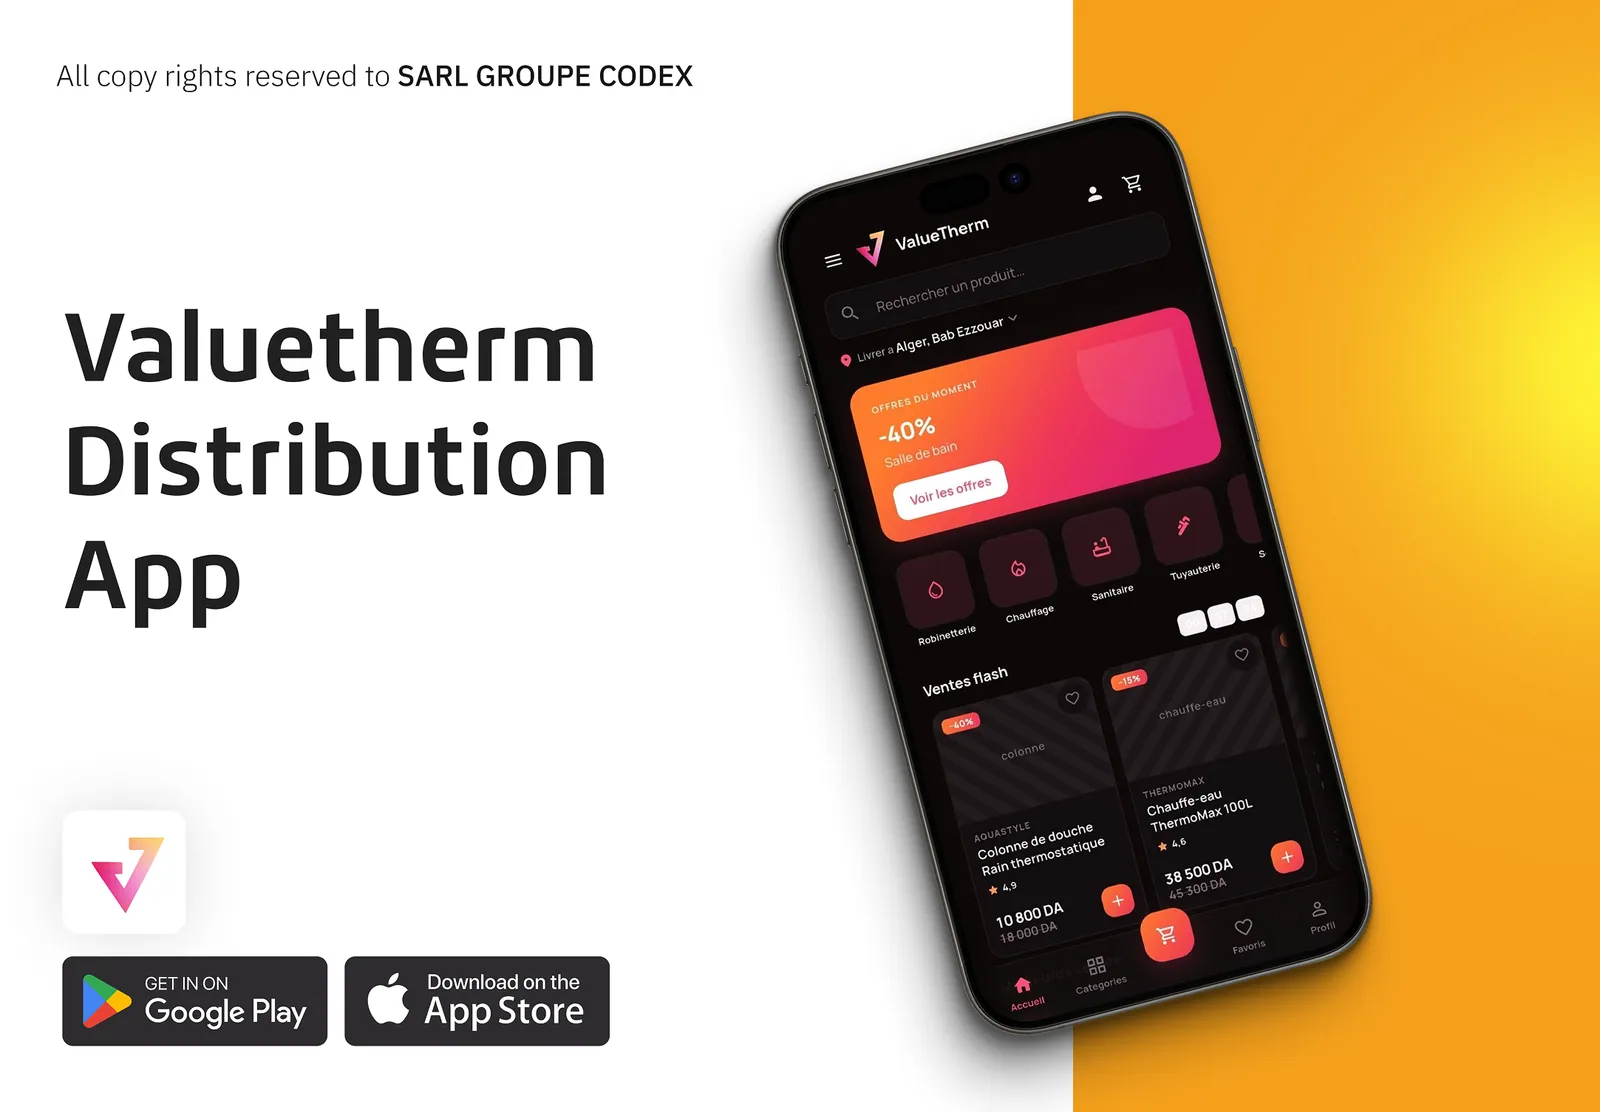 All copy rights reserved to SARL GROUPE CODEX
Valuetherm
Distribution
App
GET IN ON
Google Play
Download on the
App Store
ValueTherm
Rechercher un produit...
Livrer a Alger, Bab Ezzouar
OFFRES DU MOMENT
-40%
Salle de bain
Voir les offres
Robinetterie
Chauffage
Sanitaire
Tuyauterie
Ventes flash
-40%
colonne
AQUASTYLE
Colonne de douche
Rain thermostatique
4,9
10 800 DA
18 000 DA
-15%
chauffe-eau
THERMOMAX
Chauffe-eau
ThermoMax 100L
4,6
38 500 DA
45 300 DA
Accueil
Categories
Favoris
Profil